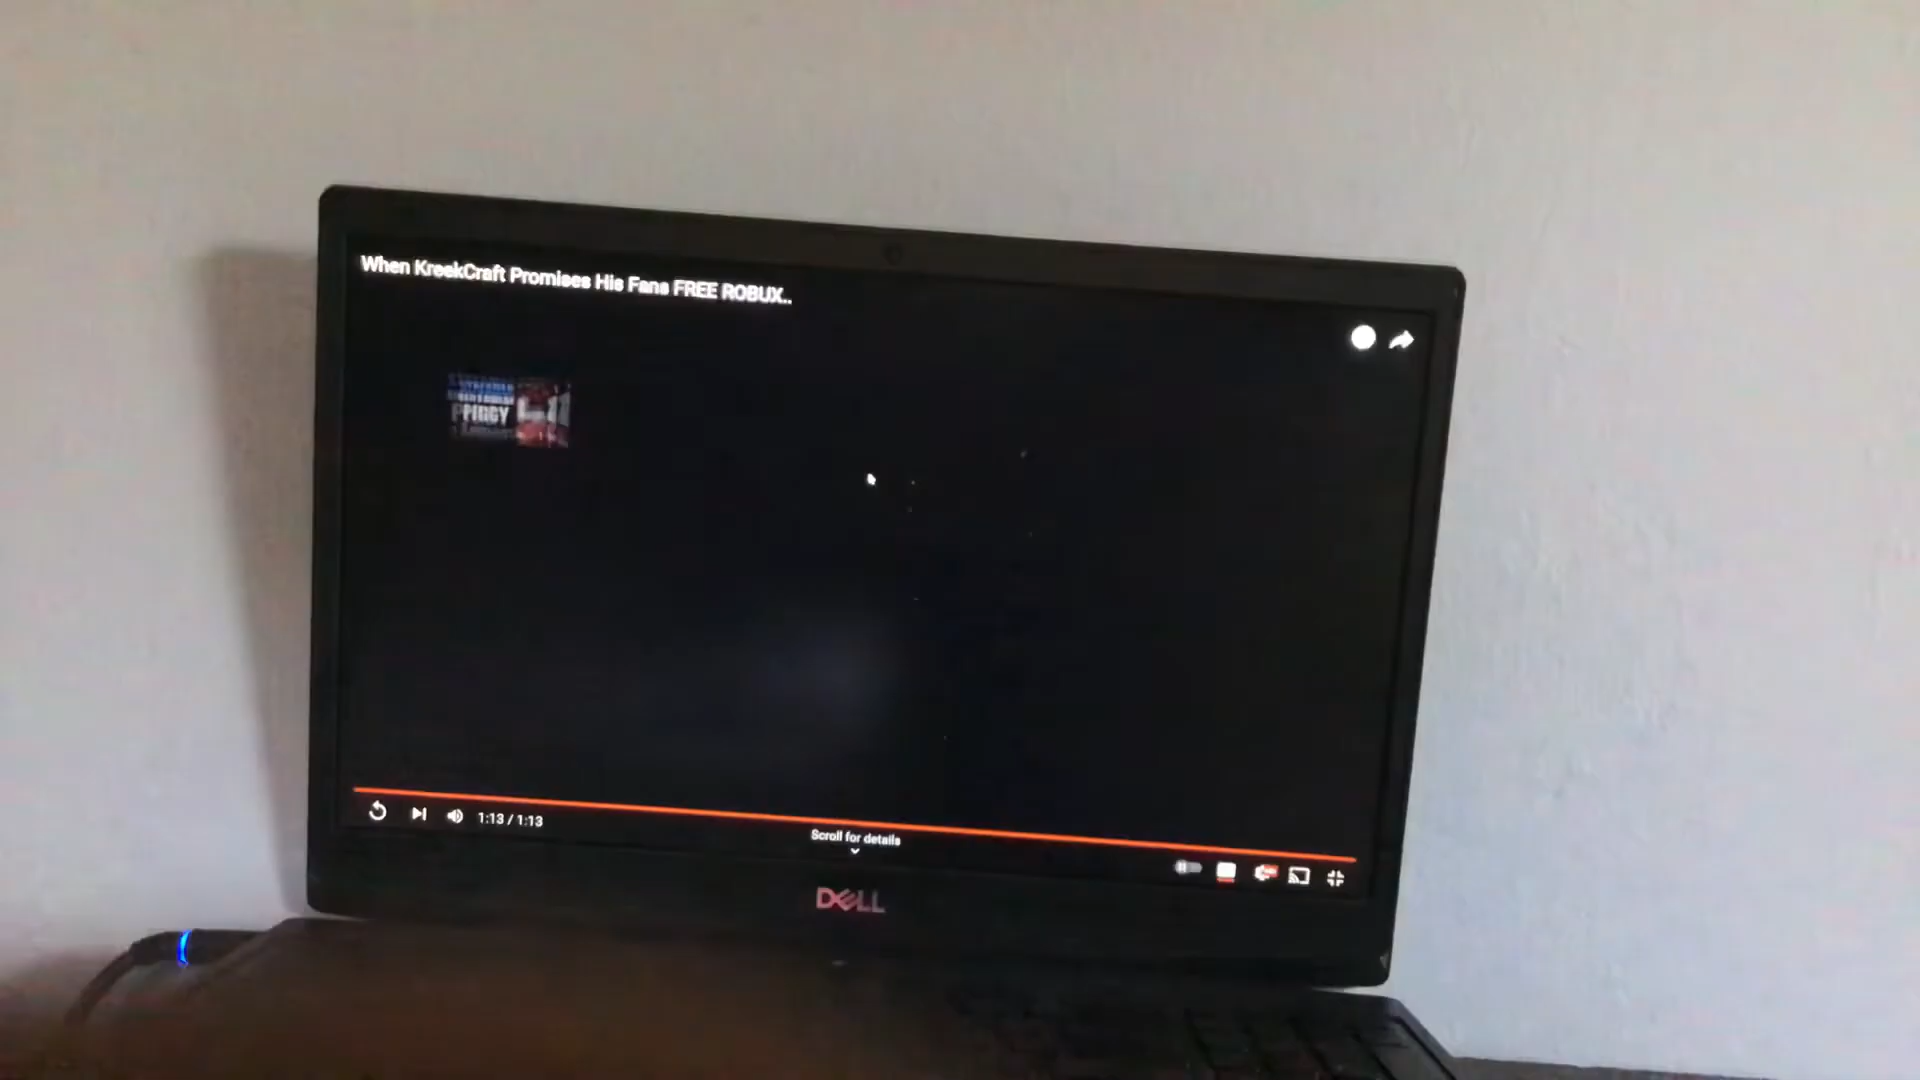 When KreekCraft Promises His Fans FREE ROBUX..
PIGGY
1:13 / 1:13
Scroll for details
DELL